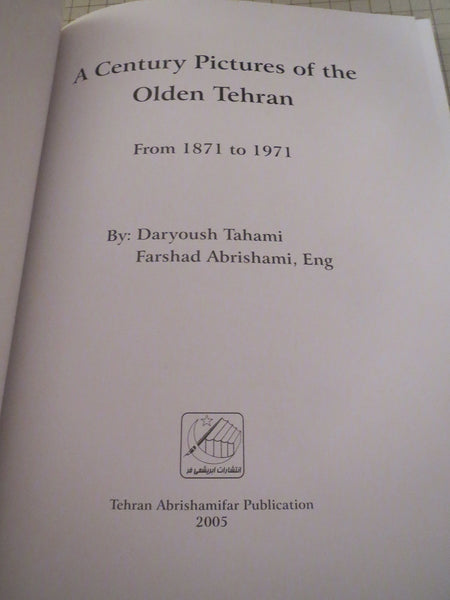 A Century Pictures of the
Olden Tehran
From 1871 to 1971
By: Daryoush Tahami
Farshad Abrishami, Eng
انتشارات ابریشمی فر
Tehran Abrishamifar Publication
2005